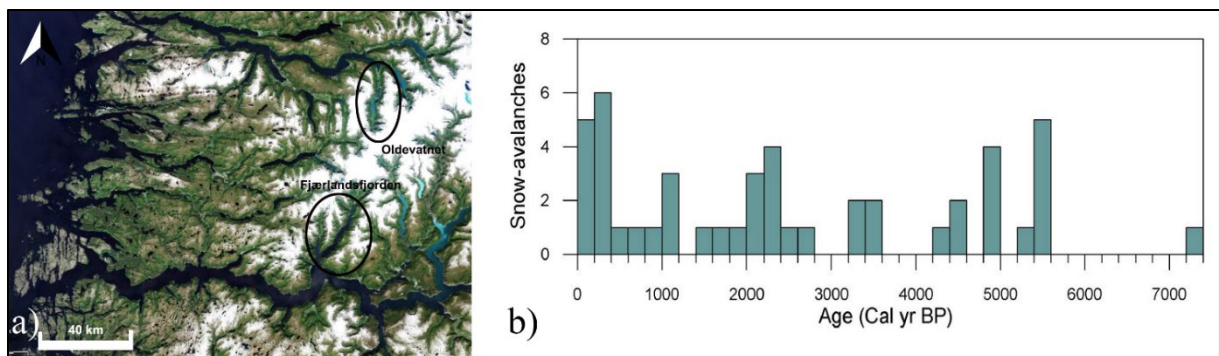 N
Oldevatnet
Fjærlandsfjorden
a)
40 km
8
6
4
2
0
Snow-avalanches
0 1000 2000 3000 4000 5000 6000 7000
Age (Cal yr BP)
b)